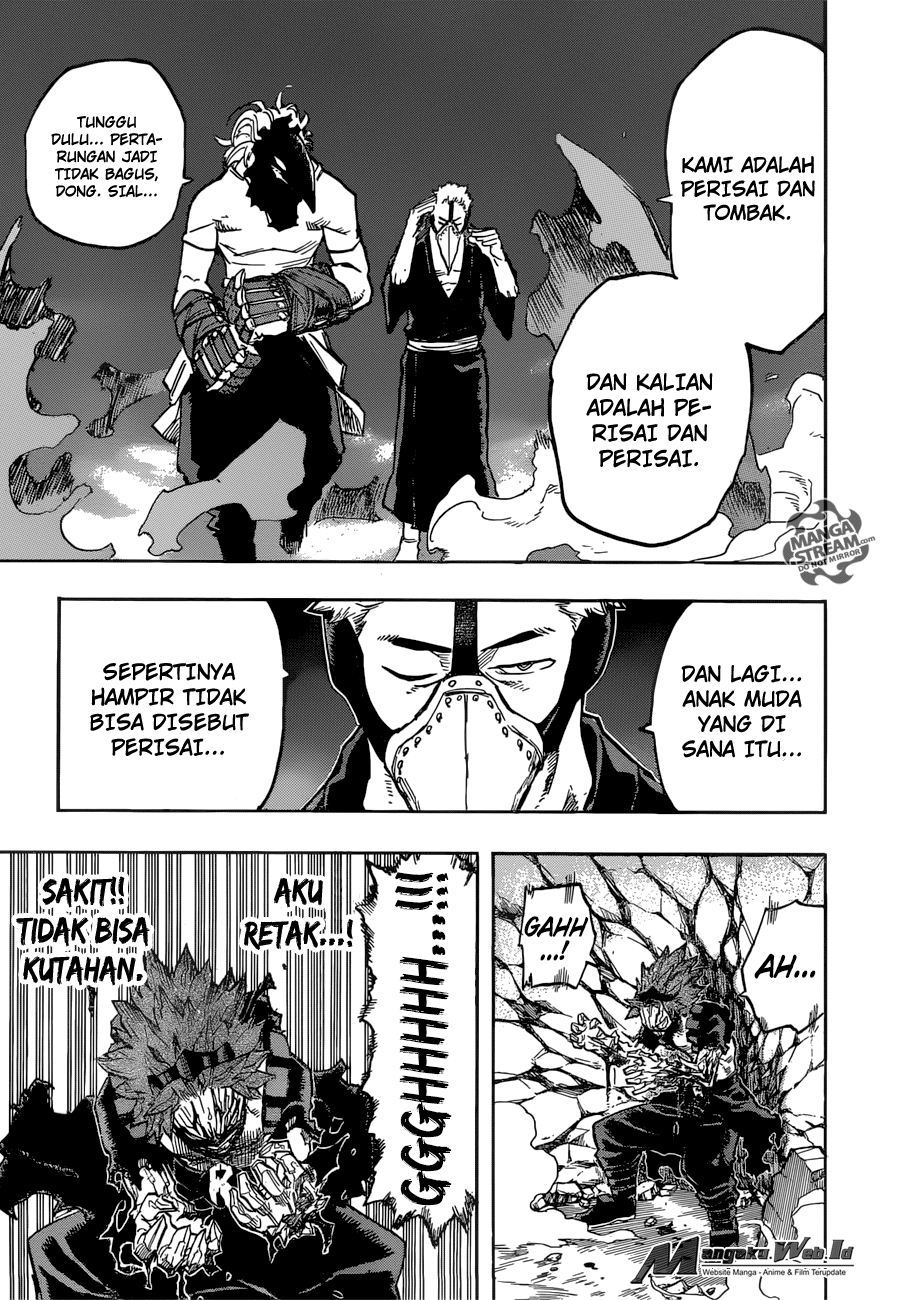 KAMI ADALAH
PERISAI DAN
TOMBAK.
DAN KALIAN
ADALAH PE-
RISAI DAN
PERISAI.
TUNGGU
DULU... PERTA-
RUNGAN JADI
TIDAK BAGUS,
DONG. SIAL...
MANGA
STREAM.com
DO NOT MIRROR
DAN LAGI...
ANAK MUDA
YANG DI
SANA ITU...
SEPERTINYA
HAMPIR TIDAK
BISA DISEBUT
PERISAI...
AH...
GAHH
...!
GGGHHHHH...!!!
AKU
RETAK...!
SAKIT!!
TIDAK BISA
KUTAHAN.
R
Mangaku.Web.Id
Website Manga - Anime & Film Terupdate